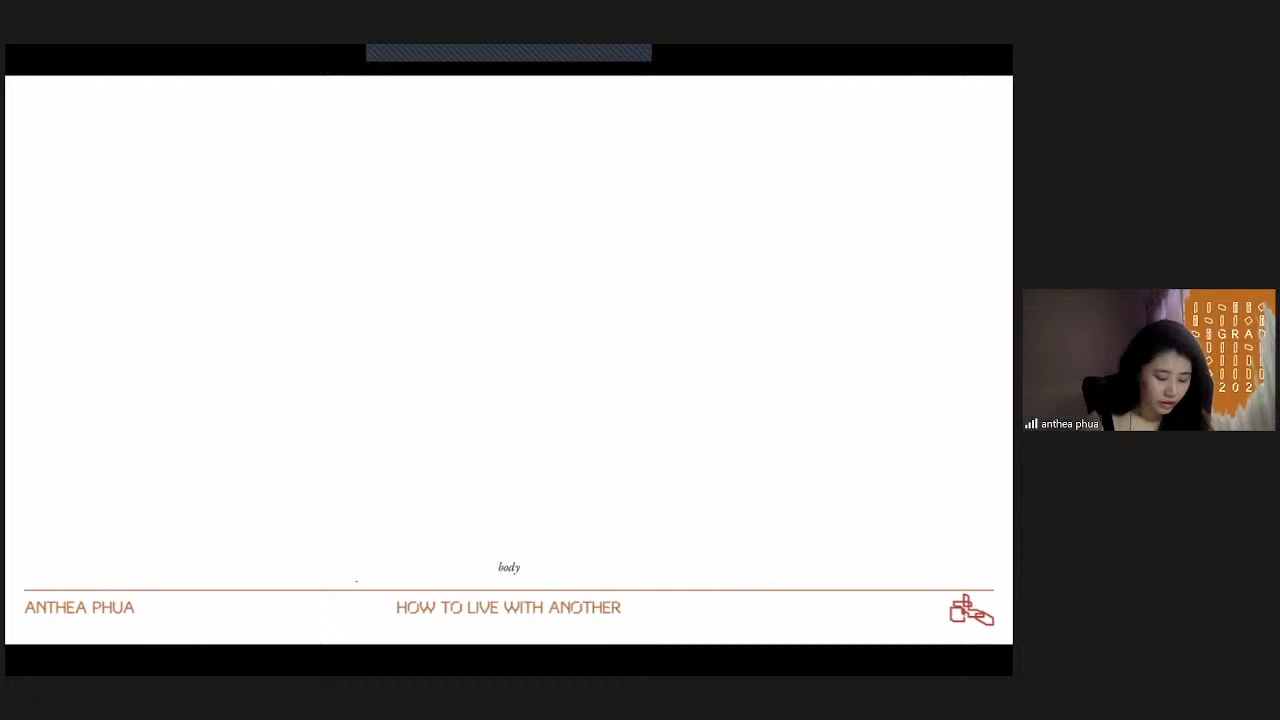 body
ANTHEA PHUA
HOW TO LIVE WITH ANOTHER
GRAD
202
anthea phua